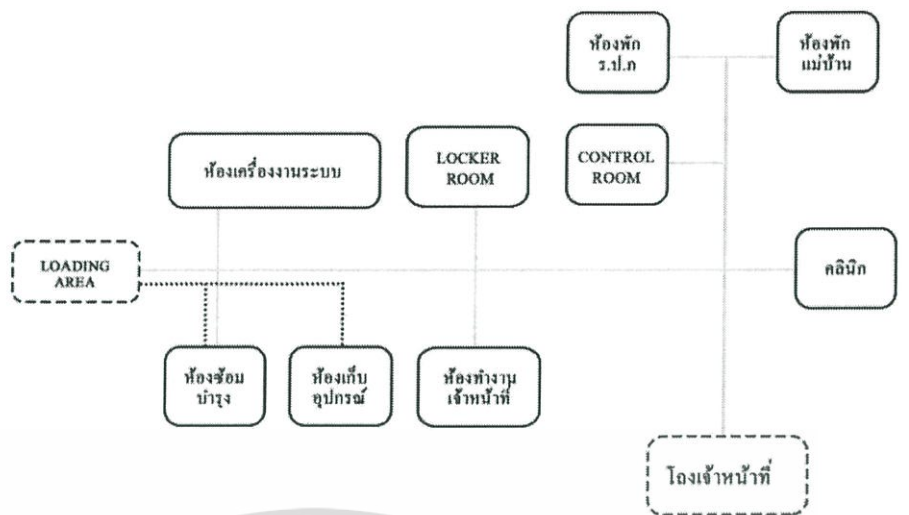 ห้องพัก
ร.ป.ภ
ห้องพัก
แม่บ้าน
ห้องเครื่องงานระบบ
LOCKER
ROOM
CONTROL
ROOM
LOADING
AREA
คลินิก
ห้องซ้อม
บำรุง
ห้องเก็บ
อุปกรณ์
ห้องทำงาน
เจ้าหน้าที่
โถงเจ้าหน้าที่